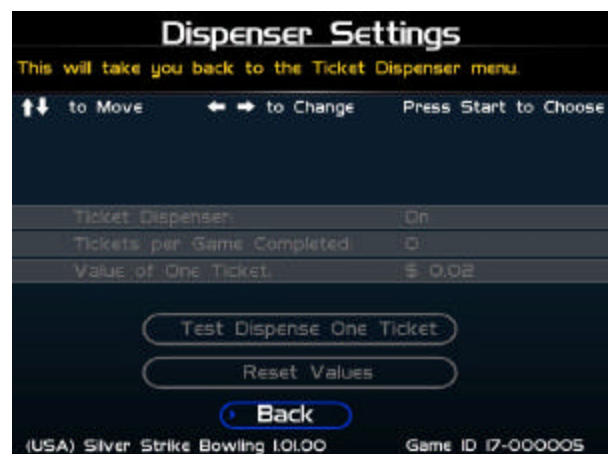 Dispenser Settings
This will take you back to the Ticket Dispenser menu.
to Move to Change Press Start to Choose
Ticket Dispenser: On
Tickets per Game Completed: 0
Value of One Ticket: $ 0.02
Test Dispense One Ticket
Reset Values
Back
(USA) Silver Strike Bowling 1.01.00 Game ID 17-000005